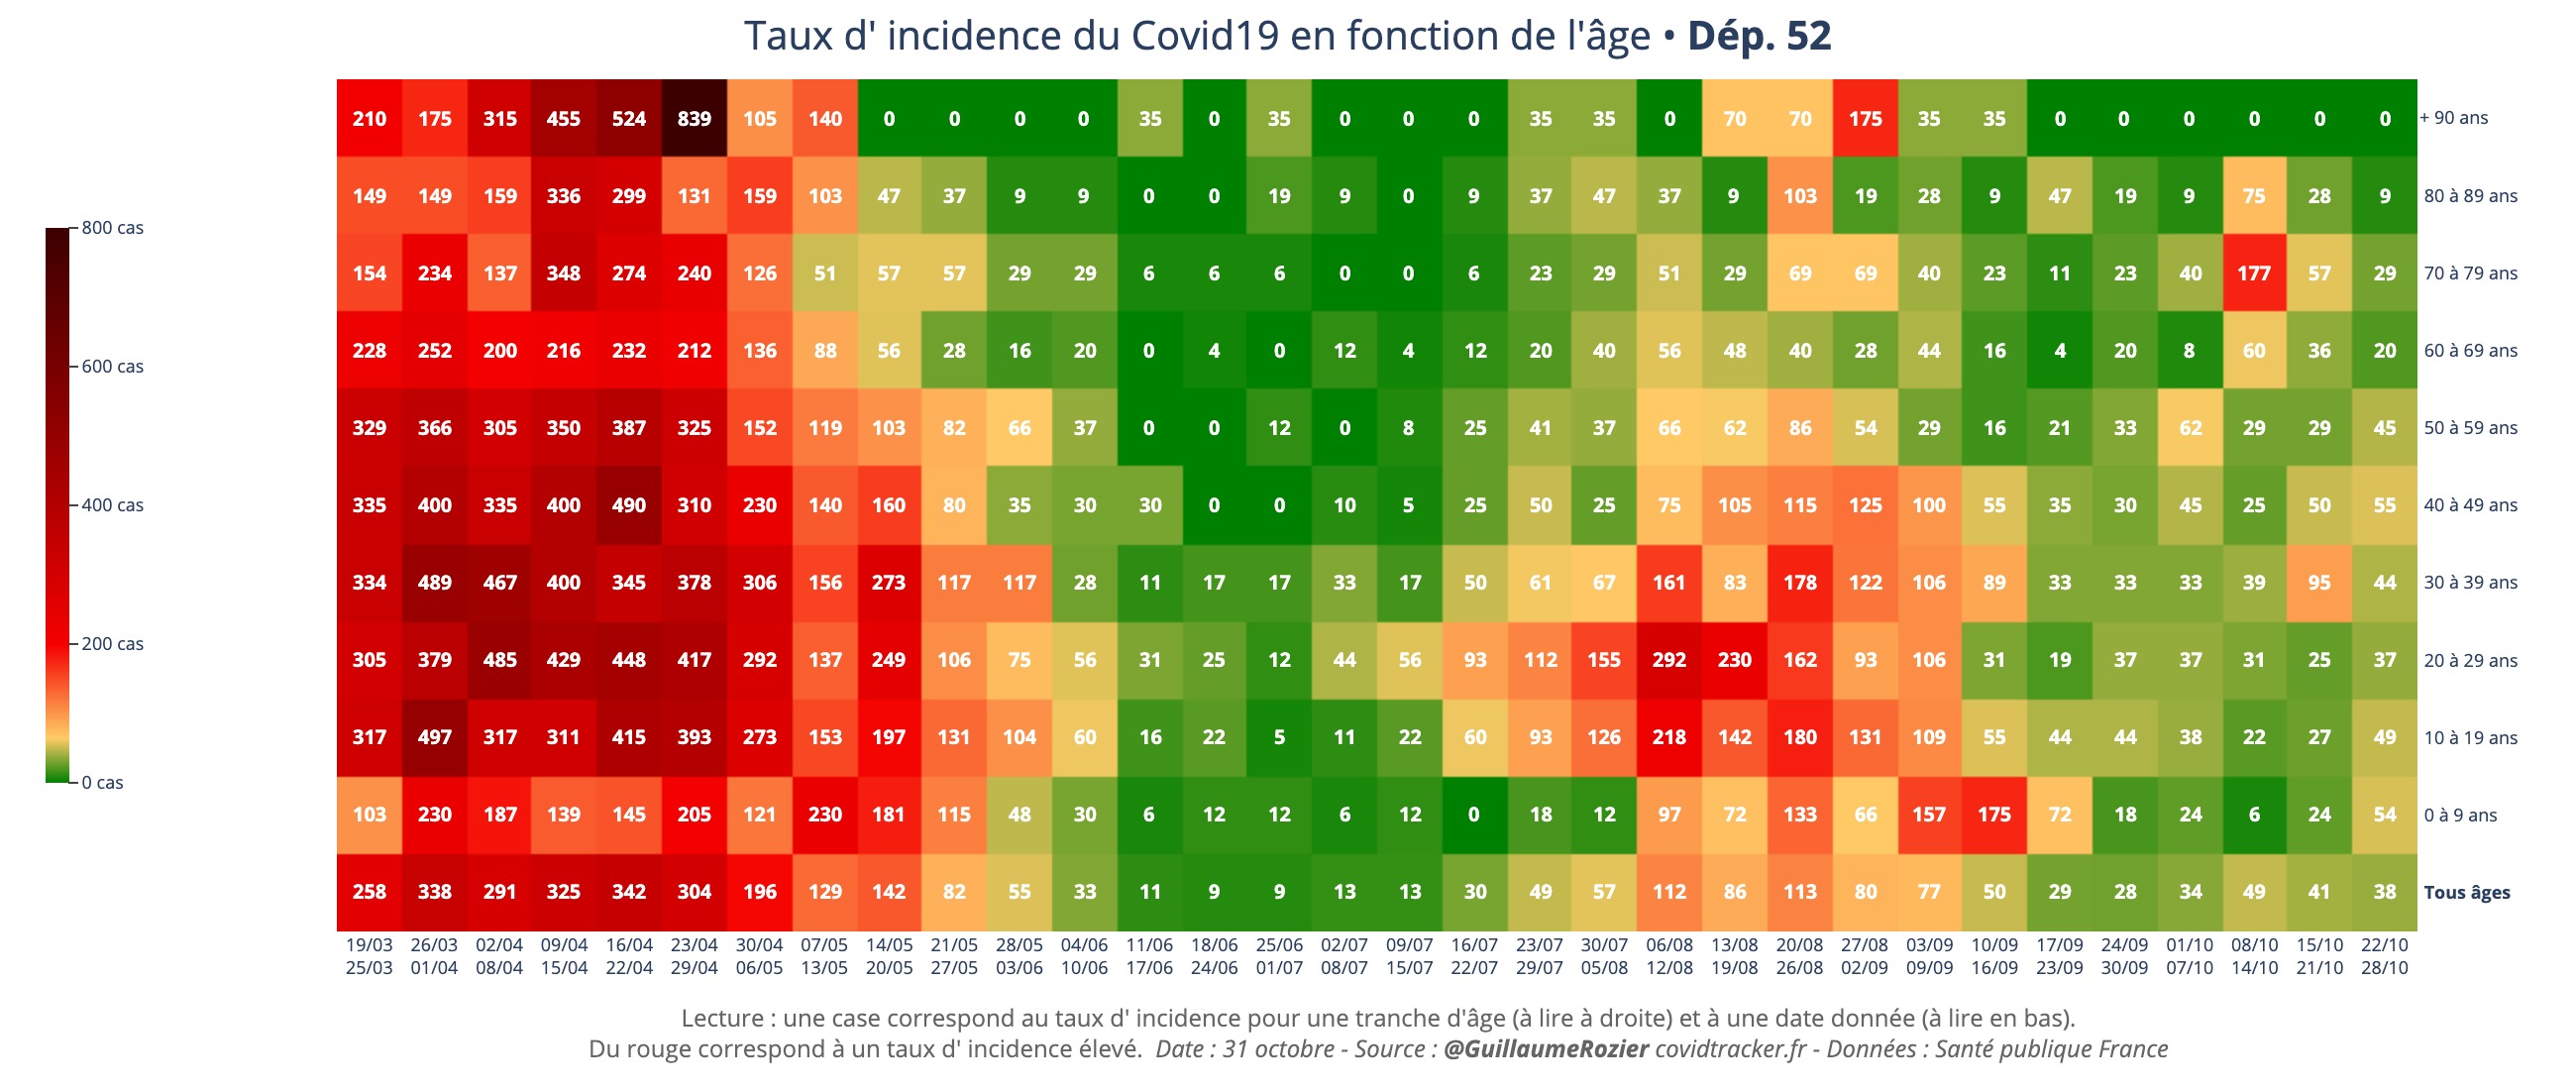 Taux d' incidence du Covid19 en fonction de l'âge • Dép. 52
800 cas
600 cas
400 cas
200 cas
0 cas
210 175 315 455 524 839 105 140 0 0 0 0 35 0 35 0 0 0 35 35 0 70 70 175 35 35 0 0 0 0 0 0 + 90 ans
149 149 159 336 299 131 159 103 47 37 9 9 0 0 19 9 0 9 37 47 37 9 103 19 28 9 47 19 9 75 28 9 80 à 89 ans
154 234 137 348 274 240 126 51 57 57 29 29 6 6 6 0 0 6 23 29 51 29 69 69 40 23 11 23 40 177 57 29 70 à 79 ans
228 252 200 216 232 212 136 88 56 28 16 20 0 4 0 12 4 12 20 40 56 48 40 28 44 16 4 20 8 60 36 20 60 à 69 ans
329 366 305 350 387 325 152 119 103 82 66 37 0 0 12 0 8 25 41 37 66 62 86 54 29 16 21 33 62 29 29 45 50 à 59 ans
335 400 335 400 490 310 230 140 160 80 35 30 30 0 0 10 5 25 50 25 75 105 115 125 100 55 35 30 45 25 50 55 40 à 49 ans
334 489 467 400 345 378 306 156 273 117 117 28 11 17 17 33 17 50 61 67 161 83 178 122 106 89 33 33 33 39 95 44 30 à 39 ans
305 379 485 429 448 417 292 137 249 106 75 56 31 25 12 44 56 93 112 155 292 230 162 93 106 31 19 37 37 31 25 37 20 à 29 ans
317 497 317 311 415 393 273 153 197 131 104 60 16 22 5 11 22 60 93 126 218 142 180 131 109 55 44 44 38 22 27 49 10 à 19 ans
103 230 187 139 145 205 121 230 181 115 48 30 6 12 12 6 12 0 18 12 97 72 133 66 157 175 72 18 24 6 24 54 0 à 9 ans
258 338 291 325 342 304 196 129 142 82 55 33 11 9 9 13 13 30 49 57 112 86 113 80 77 50 29 28 34 49 41 38 Tous âges
19/03 26/03 02/04 09/04 16/04 23/04 30/04 07/05 14/05 21/05 28/05 04/06 11/06 18/06 25/06 02/07 09/07 16/07 23/07 30/07 06/08 13/08 20/08 27/08 03/09 10/09 17/09 24/09 01/10 08/10 15/10 22/10
25/03 01/04 08/04 15/04 22/04 29/04 06/05 13/05 20/05 27/05 03/06 10/06 17/06 24/06 01/07 08/07 15/07 22/07 29/07 05/08 12/08 19/08 26/08 02/09 09/09 16/09 23/09 30/09 07/10 14/10 21/10 28/10
Lecture : une case correspond au taux d' incidence pour une tranche d'âge (à lire à droite) et à une date donnée (à lire en bas).
Du rouge correspond à un taux d' incidence élevé. Date : 31 octobre - Source : @GuillaumeRozier covidtracker.fr - Données : Santé publique France